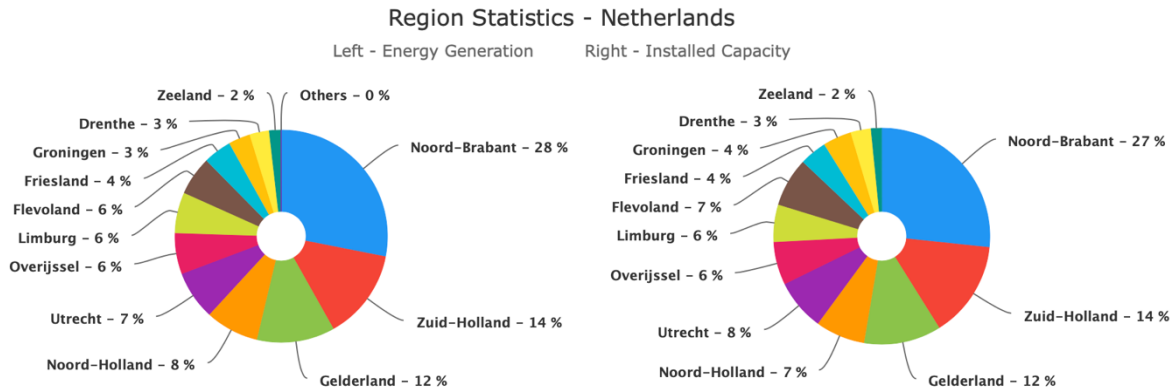 Region Statistics - Netherlands
Left - Energy Generation
Right - Installed Capacity
Zeeland - 2 %
Others - 0 %
Drenthe - 3 %
Groningen - 3 %
Friesland - 4 %
Flevoland - 6 %
Limburg - 6 %
Overijssel - 6 %
Utrecht - 7 %
Noord-Holland - 8 %
Noord-Brabant - 28 %
Zuid-Holland - 14 %
Gelderland - 12 %
Zeeland - 2 %
Drenthe - 3 %
Groningen - 4 %
Friesland - 4 %
Flevoland - 7 %
Limburg - 6 %
Overijssel - 6 %
Utrecht - 8 %
Noord-Holland - 7 %
Noord-Brabant - 27 %
Zuid-Holland - 14 %
Gelderland - 12 %